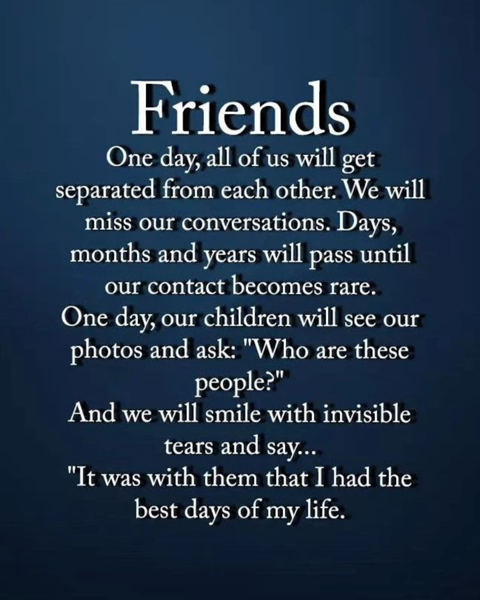 Friends
One day, all of us will get
separated from each other. We will
miss our conversations. Days,
months and years will pass until
our contact becomes rare.
One day, our children will see our
photos and ask: "Who are these
people?"
And we will smile with invisible
tears and say...
"It was with them that I had the
best days of my life.